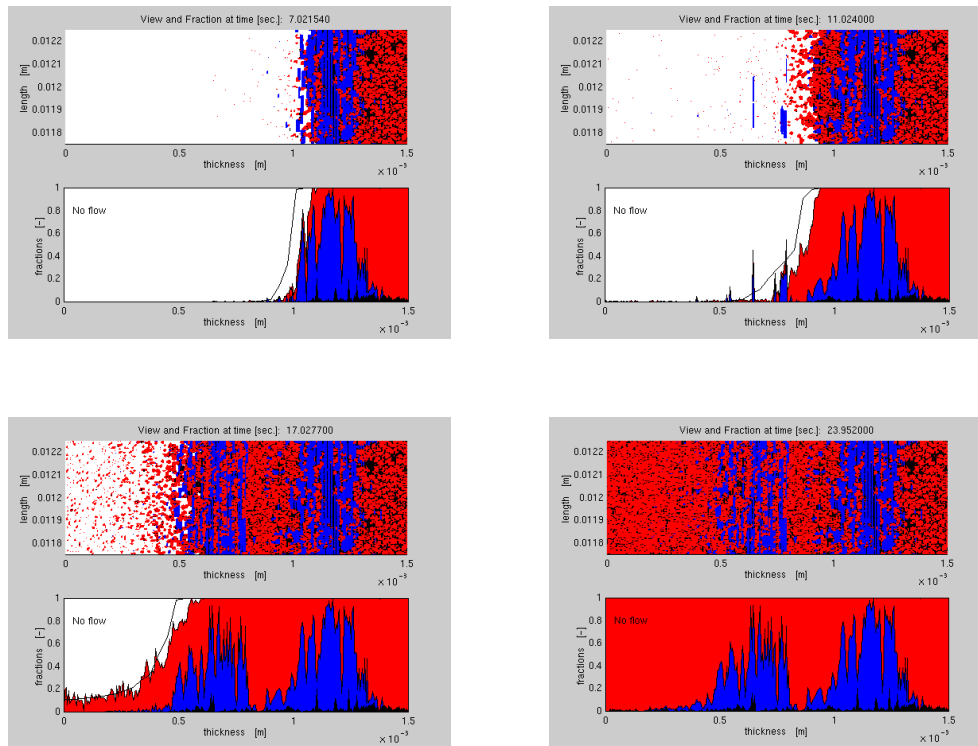 View and Fraction at time [sec.]: 7.021540
length [m]
0.0122
0.0121
0.012
0.0119
0.0118
0 0.5 1 1.5
thickness [m]
× 10⁻³
fractions [-]
1
0.8
0.6
0.4
0.2
0
No flow
0 0.5 1 1.5
thickness [m]
× 10⁻³
View and Fraction at time [sec.]: 11.024000
length [m]
0.0122
0.0121
0.012
0.0119
0.0118
0 0.5 1 1.5
thickness [m]
× 10⁻³
fractions [-]
1
0.8
0.6
0.4
0.2
0
No flow
0 0.5 1 1.5
thickness [m]
× 10⁻³
View and Fraction at time [sec.]: 17.027700
length [m]
0.0122
0.0121
0.012
0.0119
0.0118
0 0.5 1 1.5
thickness [m]
× 10⁻³
fractions [-]
1
0.8
0.6
0.4
0.2
0
No flow
0 0.5 1 1.5
thickness [m]
× 10⁻³
View and Fraction at time [sec.]: 23.952000
length [m]
0.0122
0.0121
0.012
0.0119
0.0118
0 0.5 1 1.5
thickness [m]
× 10⁻³
fractions [-]
1
0.8
0.6
0.4
0.2
0
No flow
0 0.5 1 1.5
thickness [m]
× 10⁻³